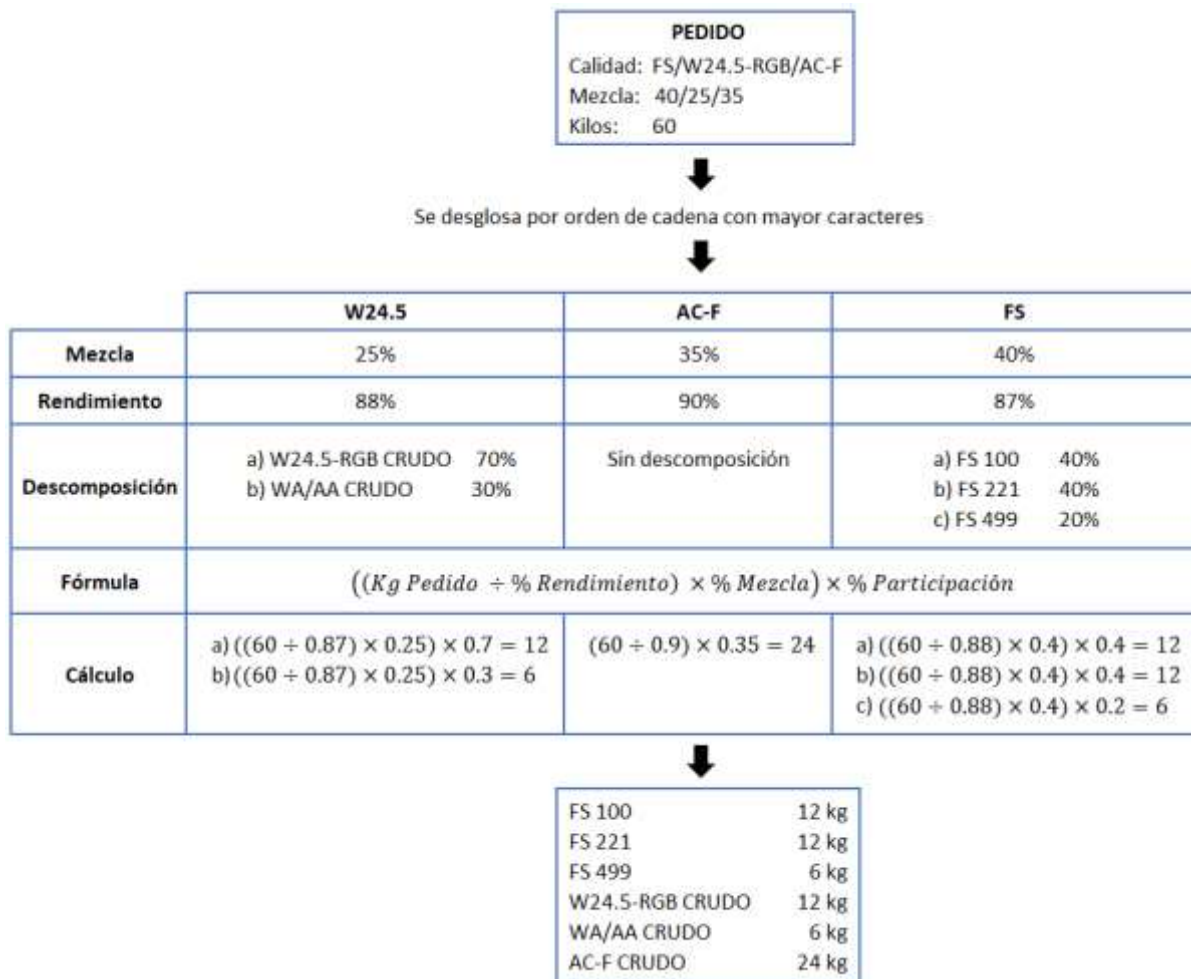 PEDIDO
Calidad: FS/W24.5-RGB/AC-F
Mezcla: 40/25/35
Kilos: 60
Se desglosa por orden de cadena con mayor caracteres
W24.5 AC-F FS
Mezcla 25% 35% 40%
Rendimiento 88% 90% 87%
a) W24.5-RGB CRUDO 70% Sin descomposición a) FS 100 40%
Descomposición b) WA/AA CRUDO 30% b) FS 221 40%
c) FS 499 20%
Fórmula ((Kg Pedido ÷ % Rendimiento) × % Mezcla) × % Participación
a) ((60 ÷ 0.87) × 0.25) × 0.7 = 12 (60 ÷ 0.9) × 0.35 = 24 a) ((60 ÷ 0.88) × 0.4) × 0.4 = 12
Cálculo b)((60 ÷ 0.87) × 0.25) × 0.3 = 6 b) ((60 ÷ 0.88) × 0.4) × 0.4 = 12
c) ((60 ÷ 0.88) × 0.4) × 0.2 = 6
FS 100 12 kg
FS 221 12 kg
FS 499 6 kg
W24.5-RGB CRUDO 12 kg
WA/AA CRUDO 6 kg
AC-F CRUDO 24 kg